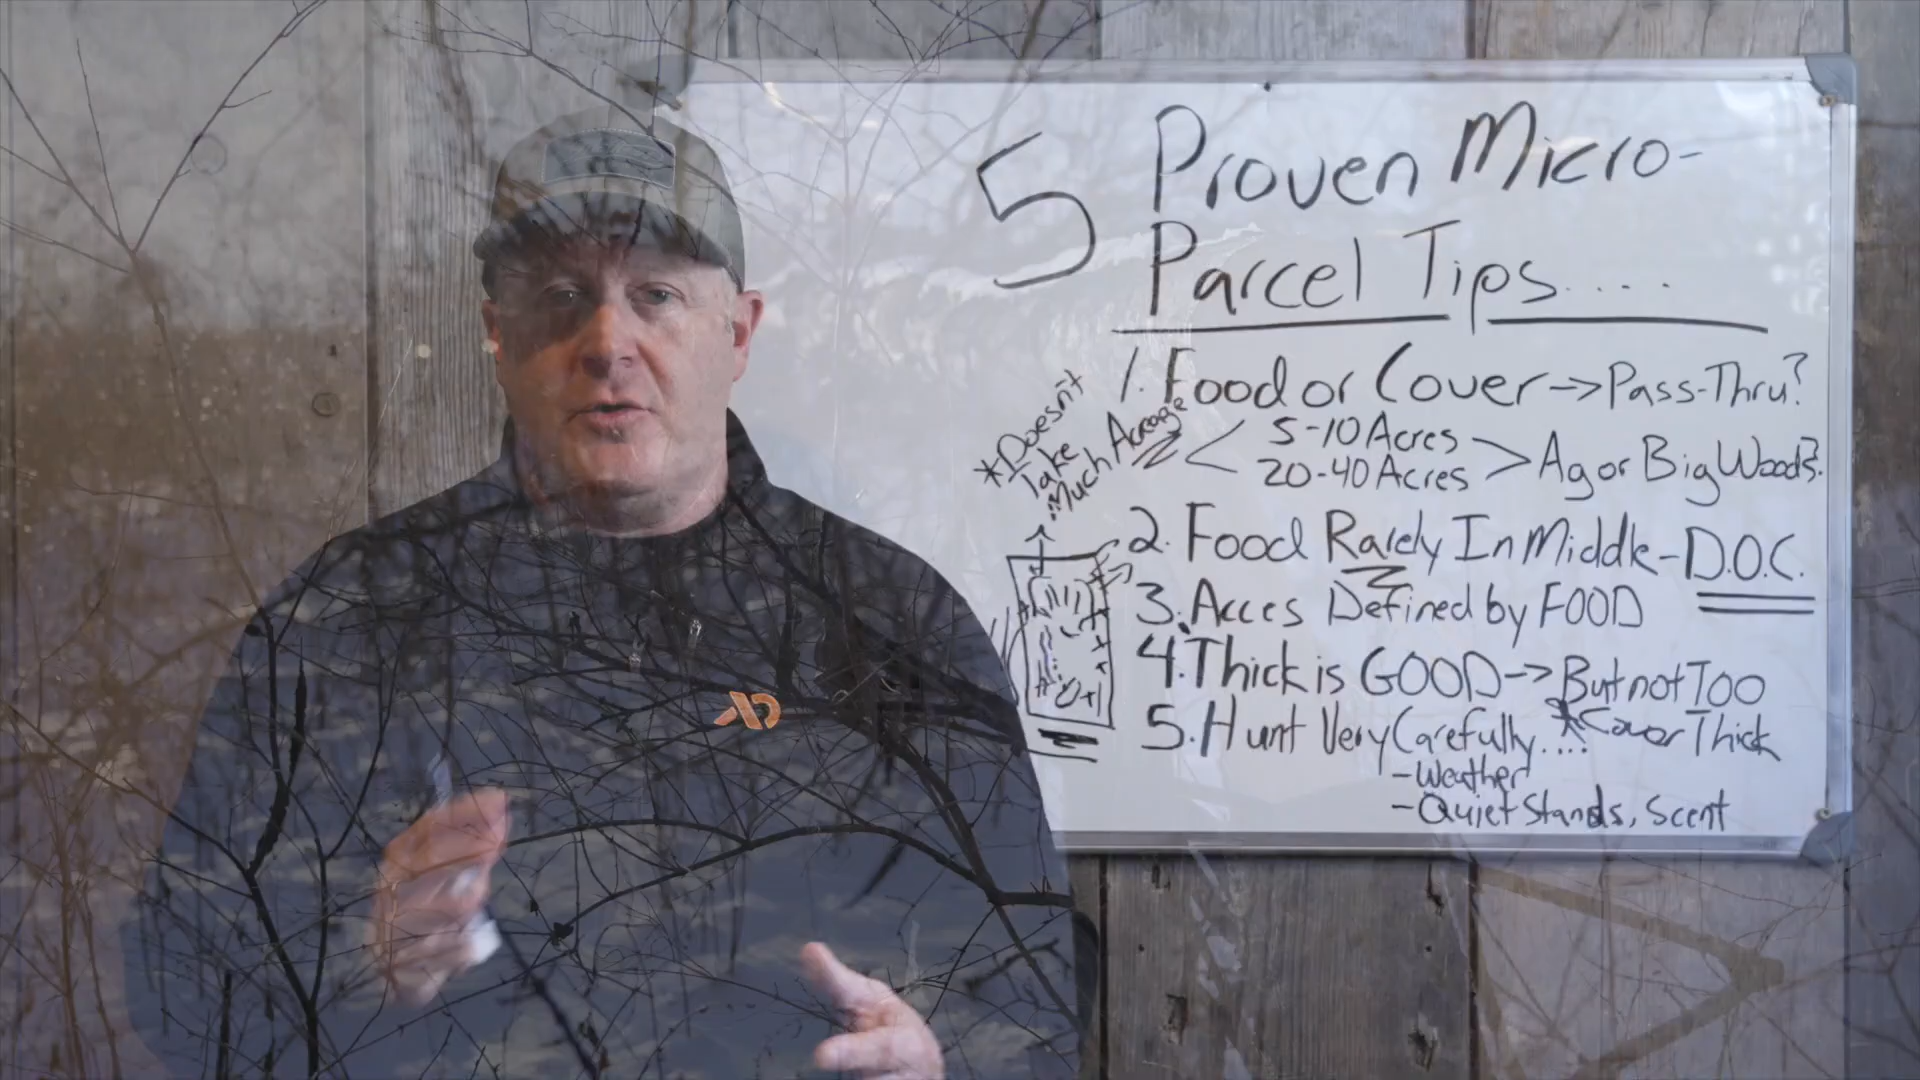 5 Proven Micro-
Parcel Tips.....
1. Food or Cover -> Pass-Thru?
*Doesn't
Take
Much Acreage
< 5-10 Acres
20-40 Acres > Ag or Big Woods?
2. Food Rarely In Middle - D.O.C.
3. Acces Defined by FOOD
4. Thick is GOOD -> But not Too
5. Hunt Very Carefully.... *Cover Thick
- Weather
- Quiet Stands, Scent